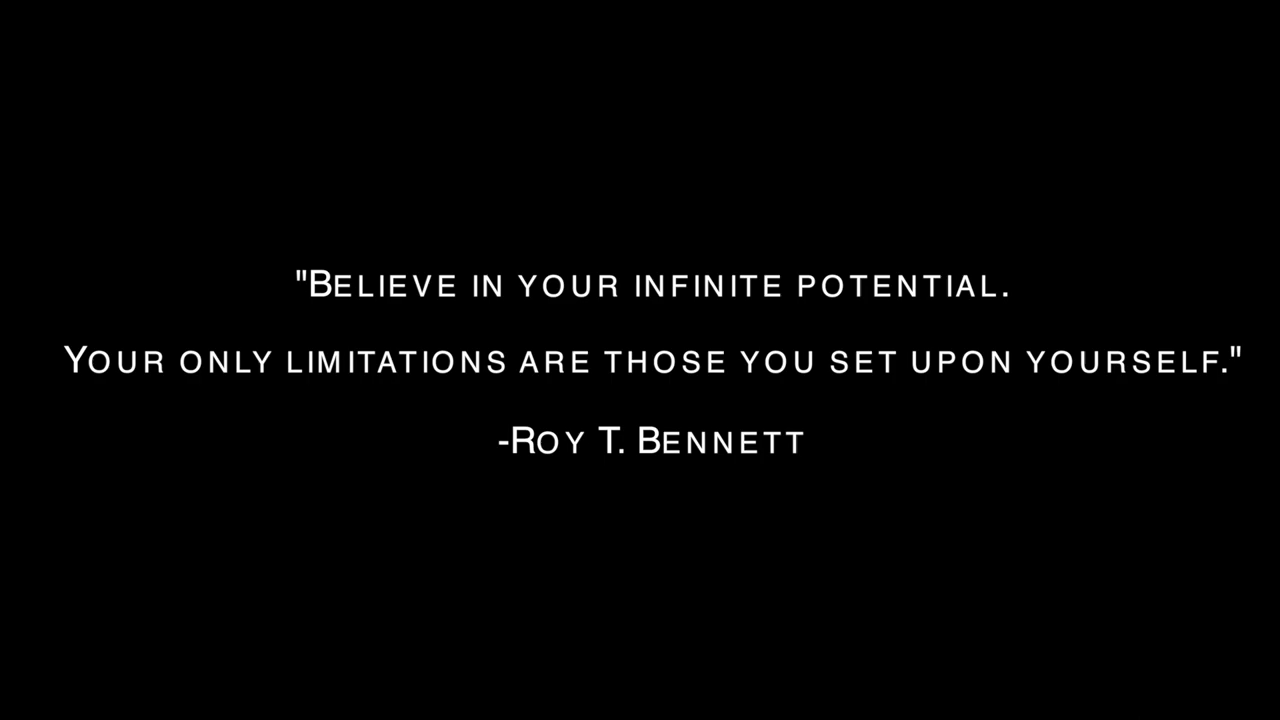 "Believe in your infinite potential.
Your only limitations are those you set upon yourself."
-Roy T. Bennett